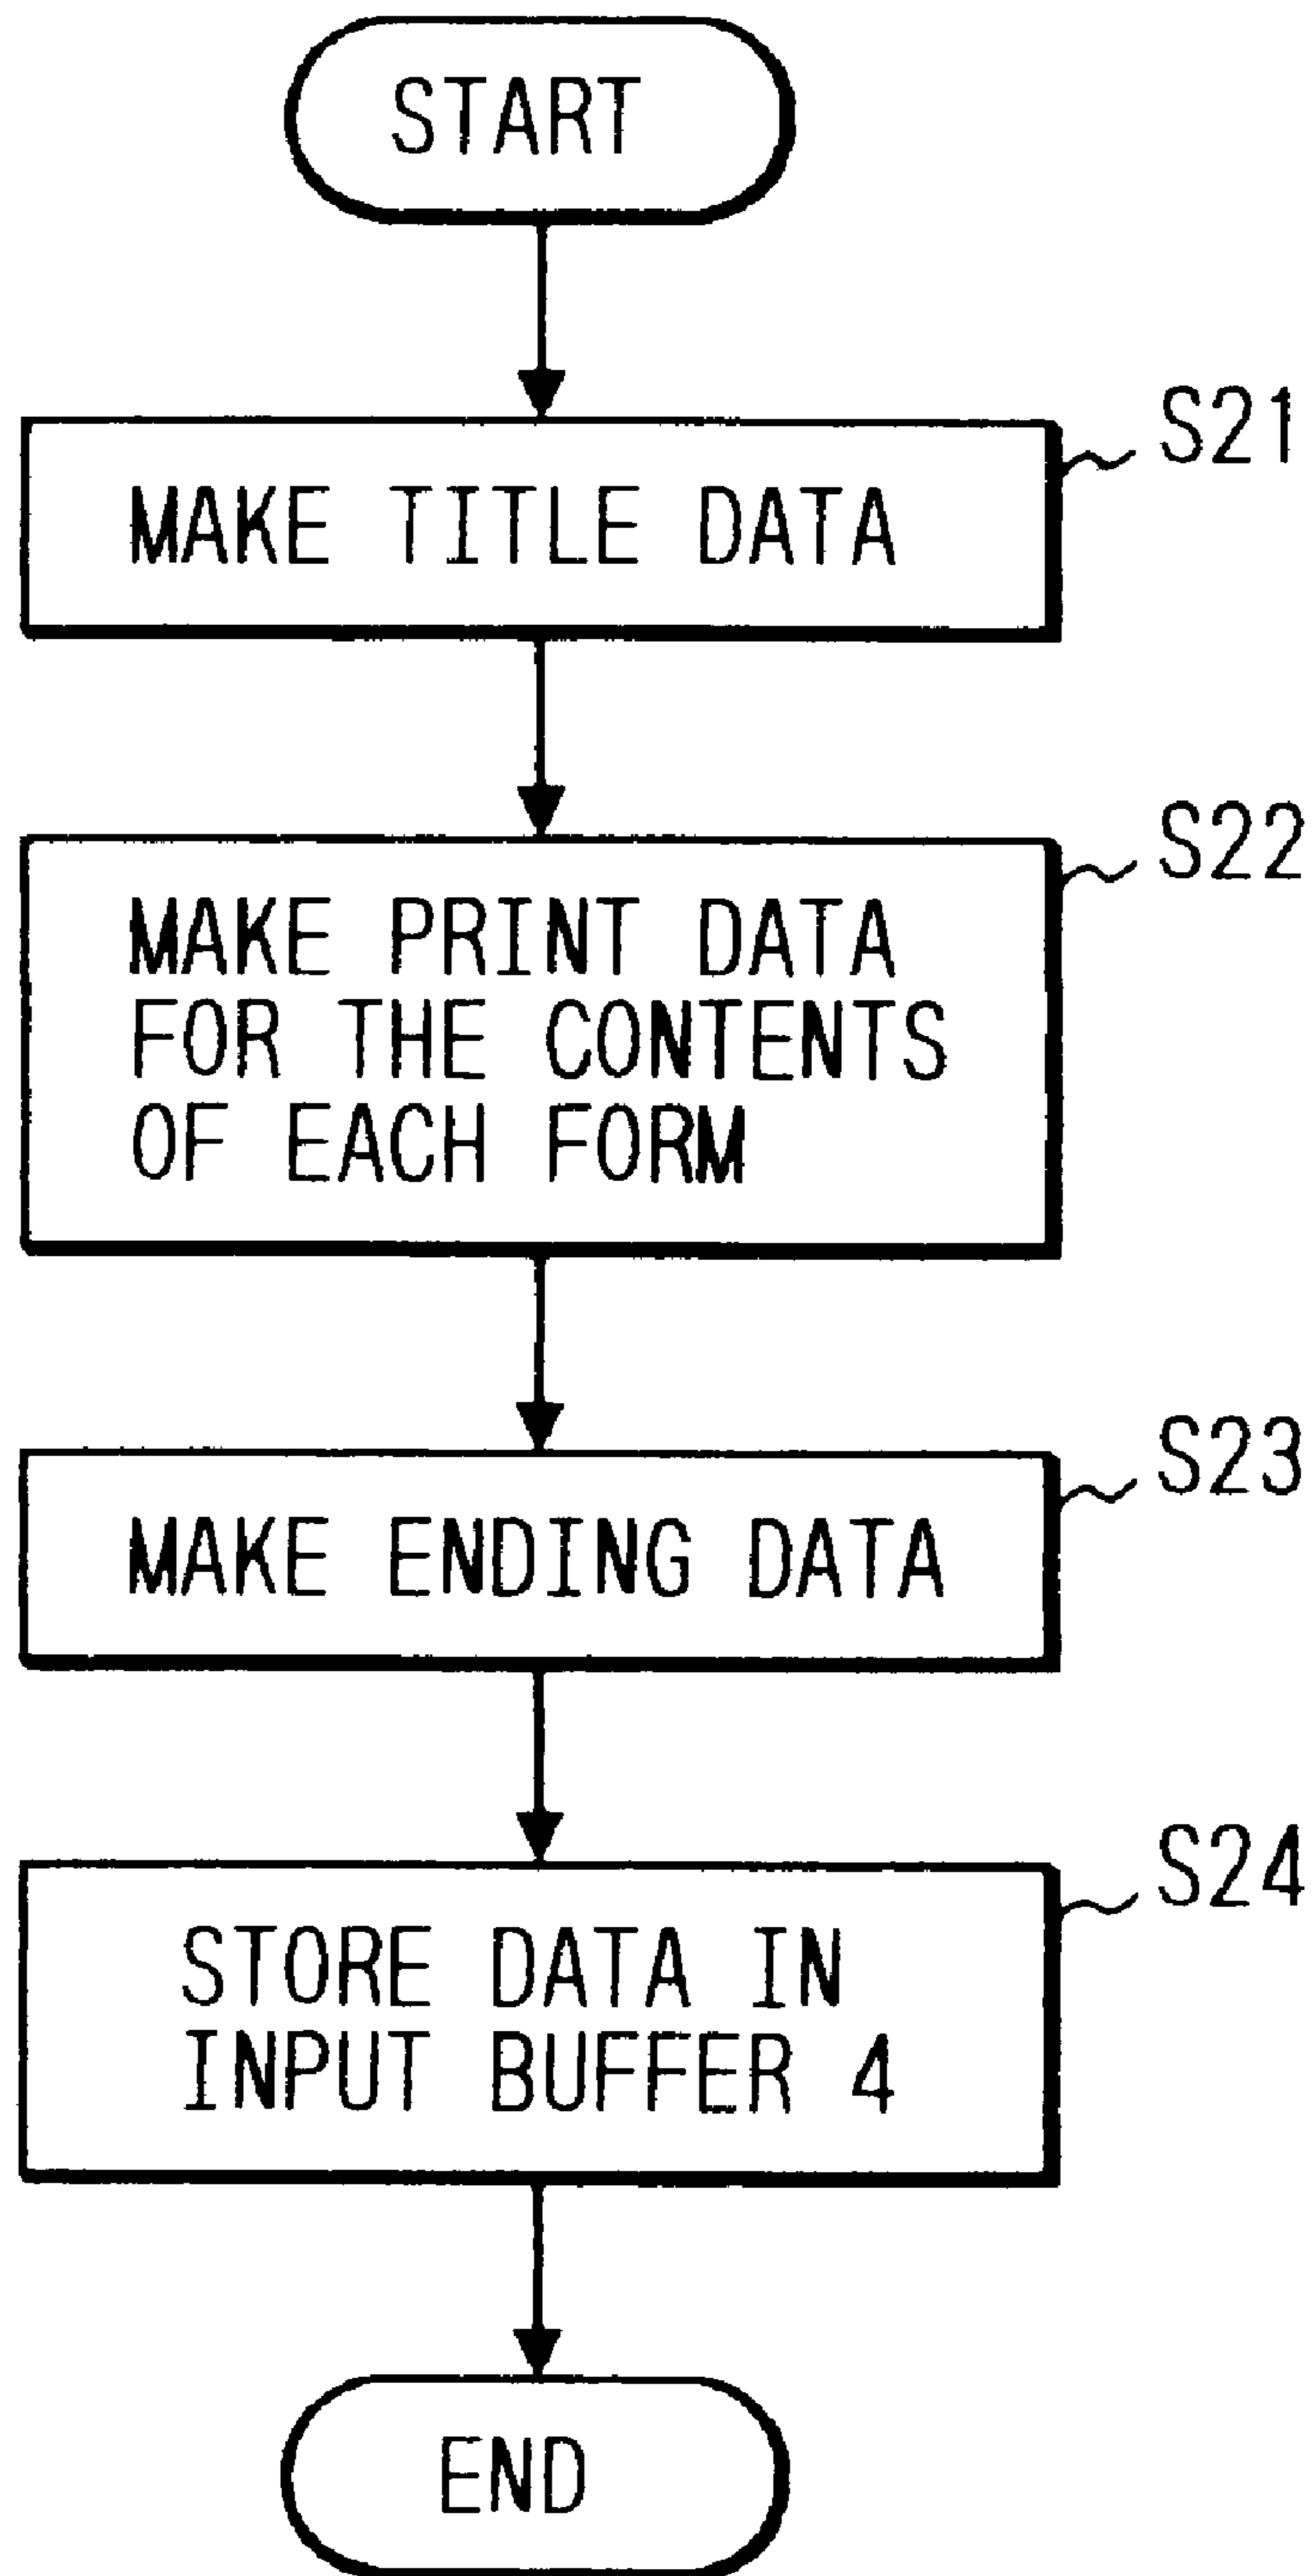 START
S21
MAKE TITLE DATA
S22
MAKE PRINT DATA
FOR THE CONTENTS
OF EACH FORM
S23
MAKE ENDING DATA
S24
STORE DATA IN
INPUT BUFFER 4
END